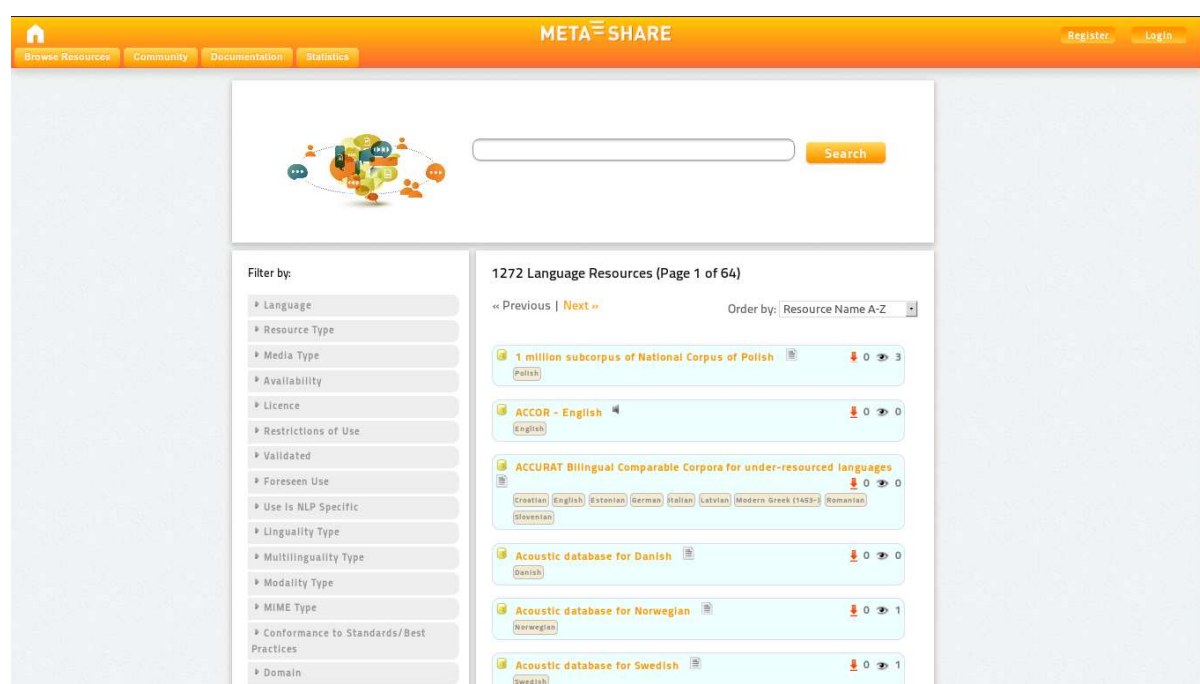 META SHARE
Register Login
Browse Resources Community Documentation Statistics
Search
Filter by:
Language
Resource Type
Media Type
Availability
Licence
Restrictions of Use
Validated
Foreseen Use
Use Is NLP Specific
Linguality Type
Multilinguality Type
Modality Type
MIME Type
Conformance to Standards/Best
Practices
Domain
1272 Language Resources (Page 1 of 64)
« Previous | Next »
Order by: Resource Name A-Z
1 million subcorpus of National Corpus of Polish 0 3
Polish
ACCOR - English 0 0
English
ACCURAT Bilingual Comparable Corpora for under-resourced languages
0 0
Croatian English Estonian German Italian Latvian Modern Greek (1453-) Romanian
Slovenian
Acoustic database for Danish 0 0
Danish
Acoustic database for Norwegian 0 1
Norwegian
Acoustic database for Swedish 0 1
Swedish